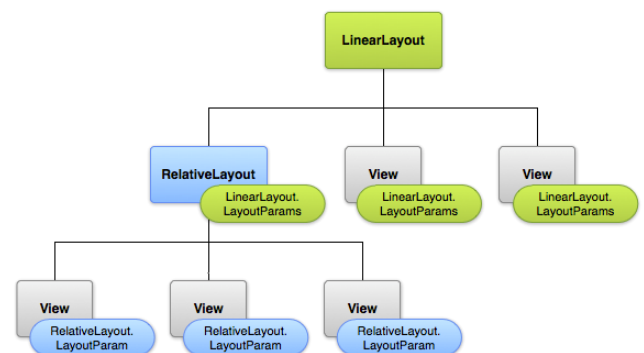 LinearLayout
RelativeLayout
LinearLayout.
LayoutParams
View
LinearLayout.
LayoutParams
View
LinearLayout.
LayoutParams
View
RelativeLayout.
LayoutParam
View
RelativeLayout.
LayoutParam
View
RelativeLayout.
LayoutParam